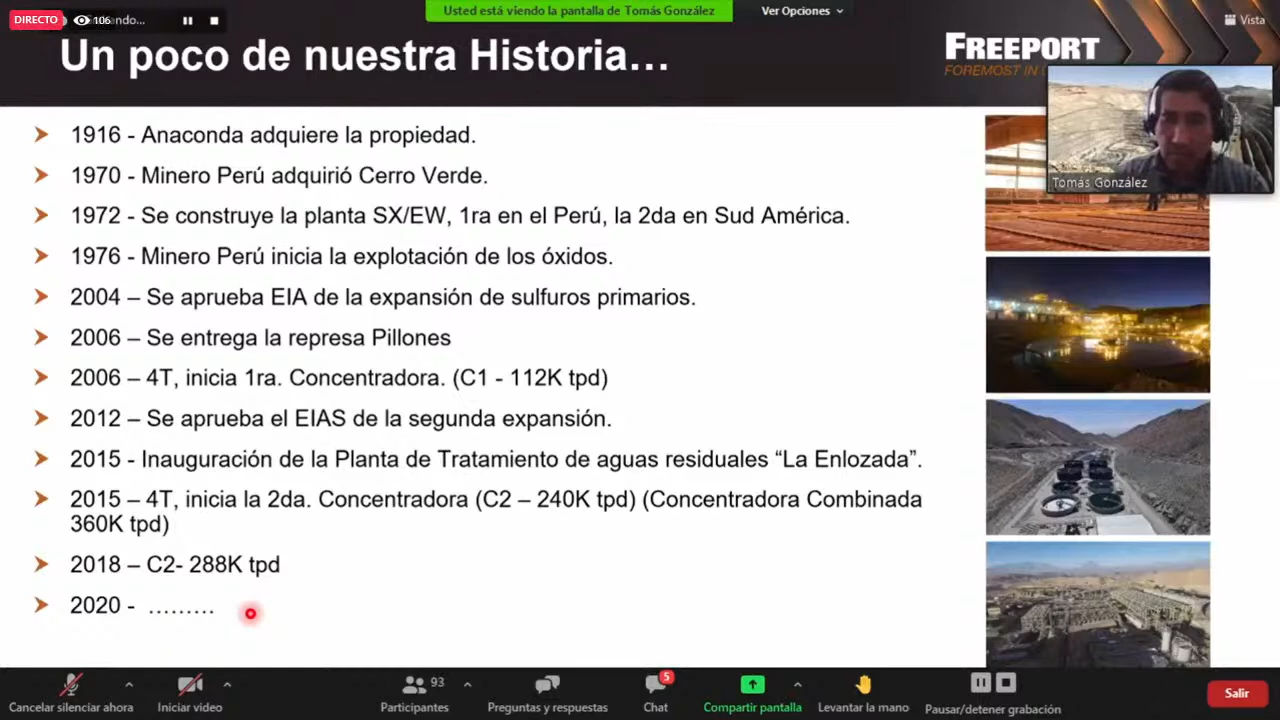 DIRECTO 106 ndo...
Usted está viendo la pantalla de Tomás González
Ver Opciones
Vista
Un poco de nuestra Historia…
FREEPORT
FOREMOST IN
1916 - Anaconda adquiere la propiedad.
1970 - Minero Perú adquirió Cerro Verde.
1972 - Se construye la planta SX/EW, 1ra en el Perú, la 2da en Sud América.
1976 - Minero Perú inicia la explotación de los óxidos.
2004 – Se aprueba EIA de la expansión de sulfuros primarios.
2006 – Se entrega la represa Pillones
2006 – 4T, inicia 1ra. Concentradora. (C1 - 112K tpd)
2012 – Se aprueba el EIAS de la segunda expansión.
2015 - Inauguración de la Planta de Tratamiento de aguas residuales “La Enlozada”.
2015 – 4T, inicia la 2da. Concentradora (C2 – 240K tpd) (Concentradora Combinada
360K tpd)
2018 – C2- 288K tpd
2020 - ………
Tomás González
Cancelar silenciar ahora
Iniciar video
93
Participantes
Preguntas y respuestas
5
Chat
Compartir pantalla
Levantar la mano
Pausar/detener grabación
Salir